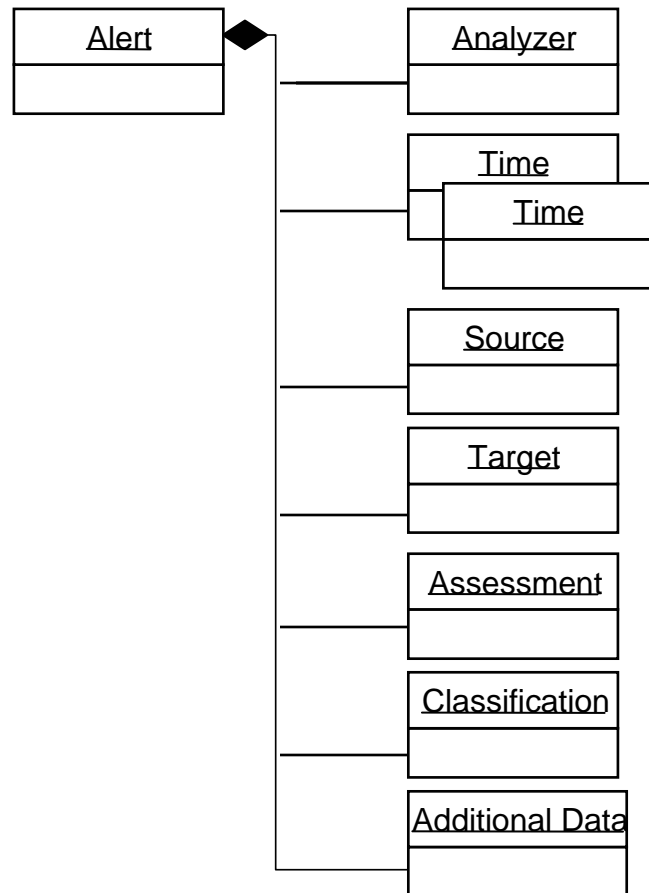 Alert
Analyzer
Time
Time
Source
Target
Assessment
Classification
Additional Data